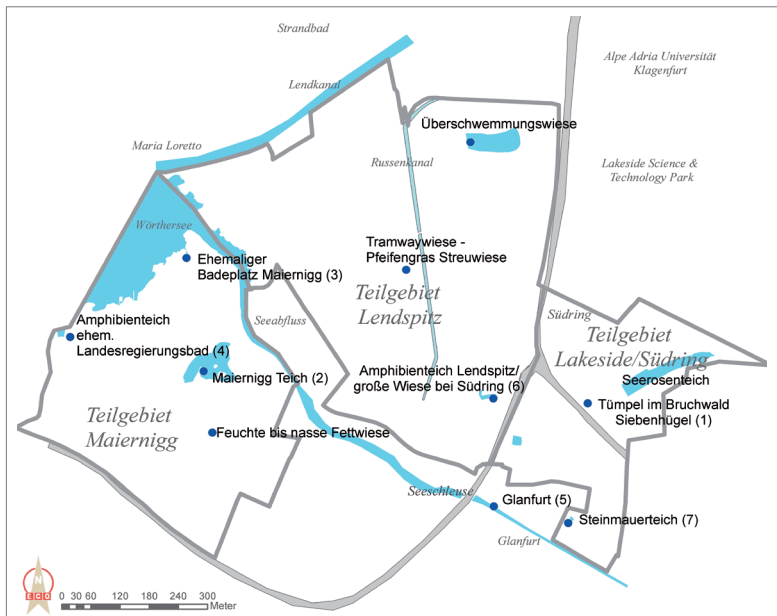 Strandbad
Alpe Adria Universität
Klagenfurt
Lendkanal
Überschwemmungswiese
Maria Loretto
Russenkanal
Lakeside Science &
Technology Park
Wörthersee
Ehemaliger
Badeplatz Maiernigg (3)
Tramwaywiese -
Pfeifengras Streuwiese
Teilgebiet
Lendspitz
Amphibienteich
ehem.
Landesregierungsbad (4)
Seeabfluss
Südring
Teilgebiet
Lakeside/Südring
Maiernigg Teich (2)
Amphibienteich Lendspitz/
große Wiese bei Südring (6)
Seerosenteich
Tümpel im Bruchwald
Siebenhügel (1)
Teilgebiet
Maiernigg
Feuchte bis nasse Fettwiese
Seeschleuse
Glanfurt (5)
Steinmauerteich (7)
Glanfurt
N
E C O
0 30 60 120 180 240 300
Meter